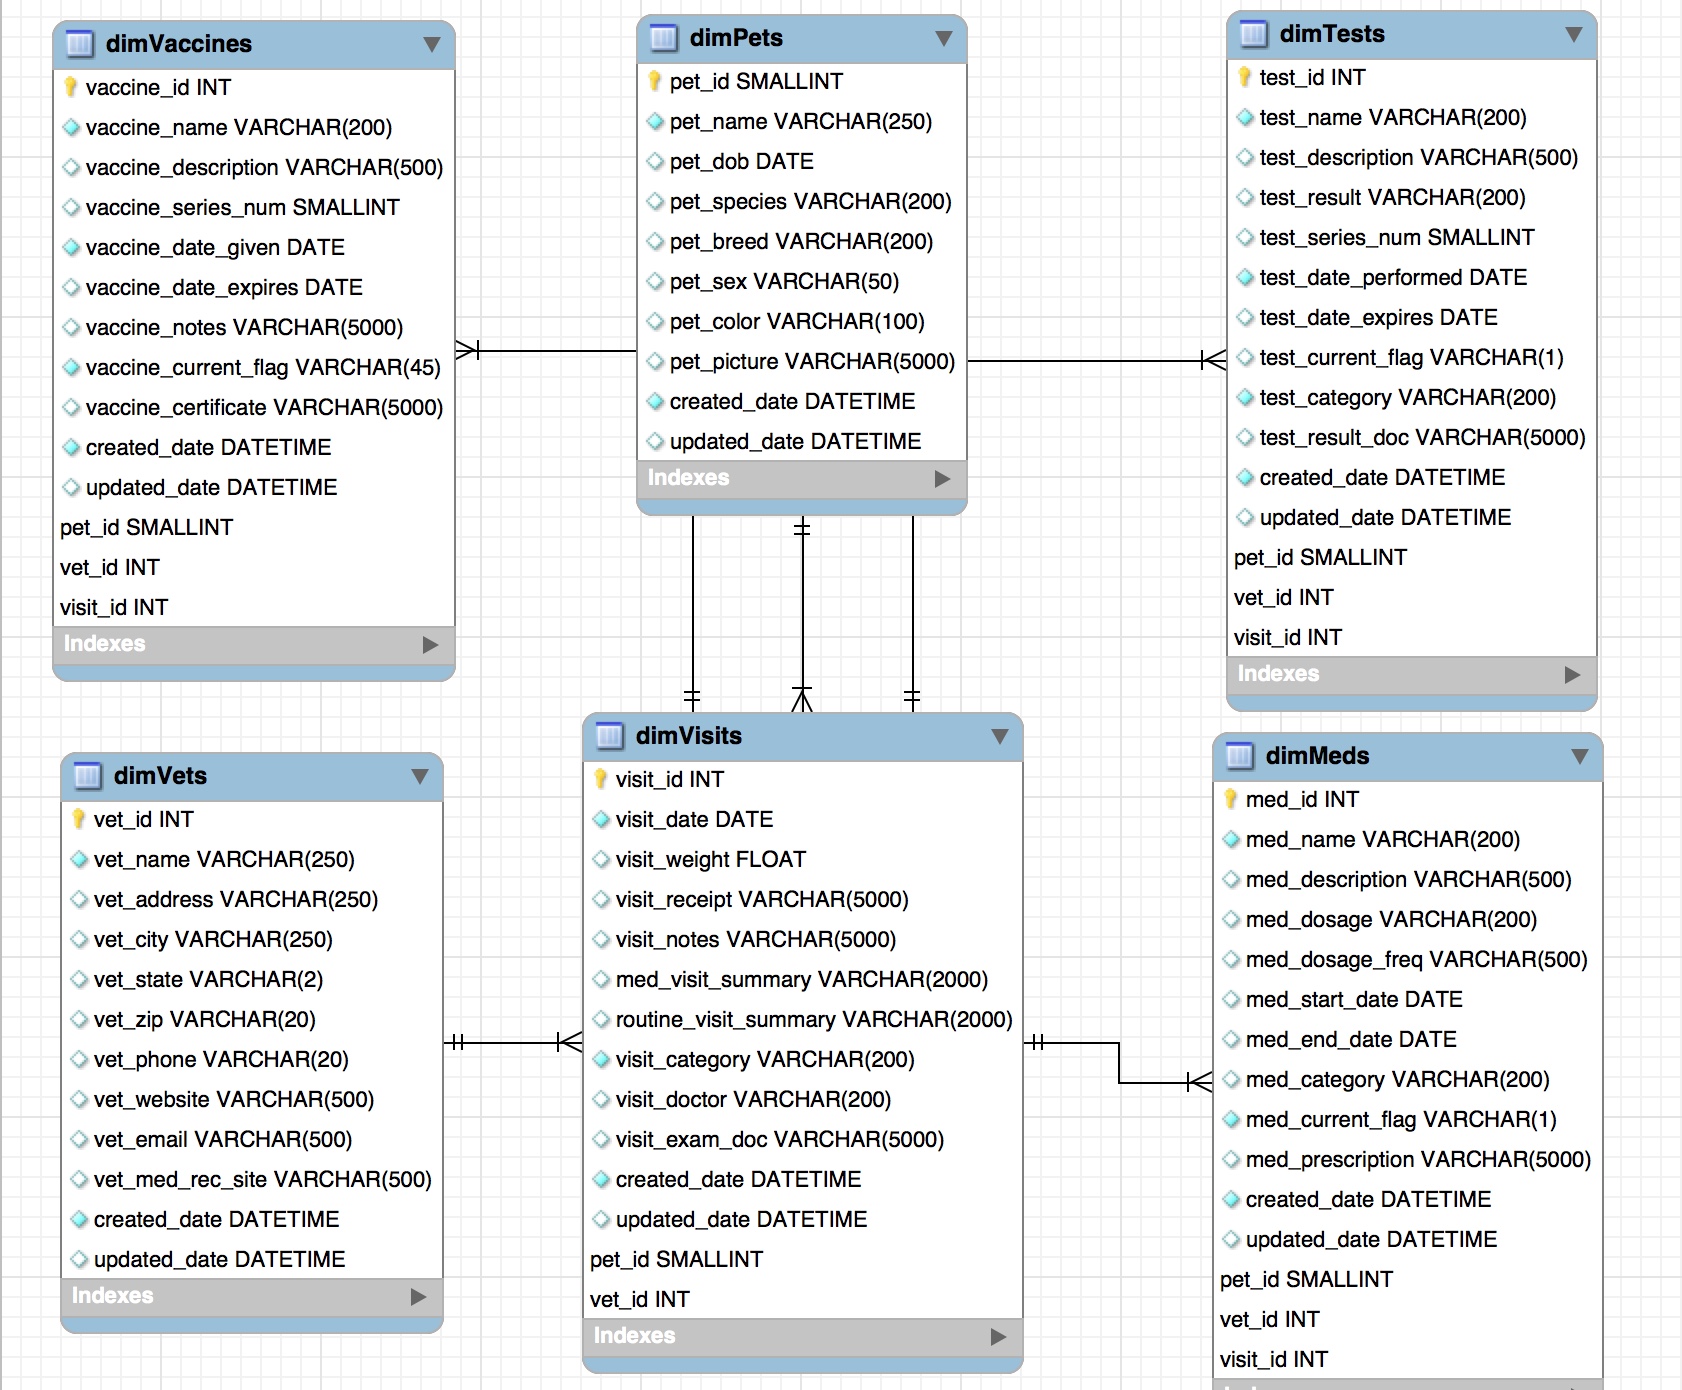 dimVaccines
vaccine_id INT
vaccine_name VARCHAR(200)
vaccine_description VARCHAR(500)
vaccine_series_num SMALLINT
vaccine_date_given DATE
vaccine_date_expires DATE
vaccine_notes VARCHAR(5000)
vaccine_current_flag VARCHAR(45)
vaccine_certificate VARCHAR(5000)
created_date DATETIME
updated_date DATETIME
pet_id SMALLINT
vet_id INT
visit_id INT
Indexes
dimPets
pet_id SMALLINT
pet_name VARCHAR(250)
pet_dob DATE
pet_species VARCHAR(200)
pet_breed VARCHAR(200)
pet_sex VARCHAR(50)
pet_color VARCHAR(100)
pet_picture VARCHAR(5000)
created_date DATETIME
updated_date DATETIME
Indexes
dimTests
test_id INT
test_name VARCHAR(200)
test_description VARCHAR(500)
test_result VARCHAR(200)
test_series_num SMALLINT
test_date_performed DATE
test_date_expires DATE
test_current_flag VARCHAR(1)
test_category VARCHAR(200)
test_result_doc VARCHAR(5000)
created_date DATETIME
updated_date DATETIME
pet_id SMALLINT
vet_id INT
visit_id INT
Indexes
dimVets
vet_id INT
vet_name VARCHAR(250)
vet_address VARCHAR(250)
vet_city VARCHAR(250)
vet_state VARCHAR(2)
vet_zip VARCHAR(20)
vet_phone VARCHAR(20)
vet_website VARCHAR(500)
vet_email VARCHAR(500)
vet_med_rec_site VARCHAR(500)
created_date DATETIME
updated_date DATETIME
Indexes
dimVisits
visit_id INT
visit_date DATE
visit_weight FLOAT
visit_receipt VARCHAR(5000)
visit_notes VARCHAR(5000)
med_visit_summary VARCHAR(2000)
routine_visit_summary VARCHAR(2000)
visit_category VARCHAR(200)
visit_doctor VARCHAR(200)
visit_exam_doc VARCHAR(5000)
created_date DATETIME
updated_date DATETIME
pet_id SMALLINT
vet_id INT
Indexes
dimMeds
med_id INT
med_name VARCHAR(200)
med_description VARCHAR(500)
med_dosage VARCHAR(200)
med_dosage_freq VARCHAR(500)
med_start_date DATE
med_end_date DATE
med_category VARCHAR(200)
med_current_flag VARCHAR(1)
med_prescription VARCHAR(5000)
created_date DATETIME
updated_date DATETIME
pet_id SMALLINT
vet_id INT
visit_id INT